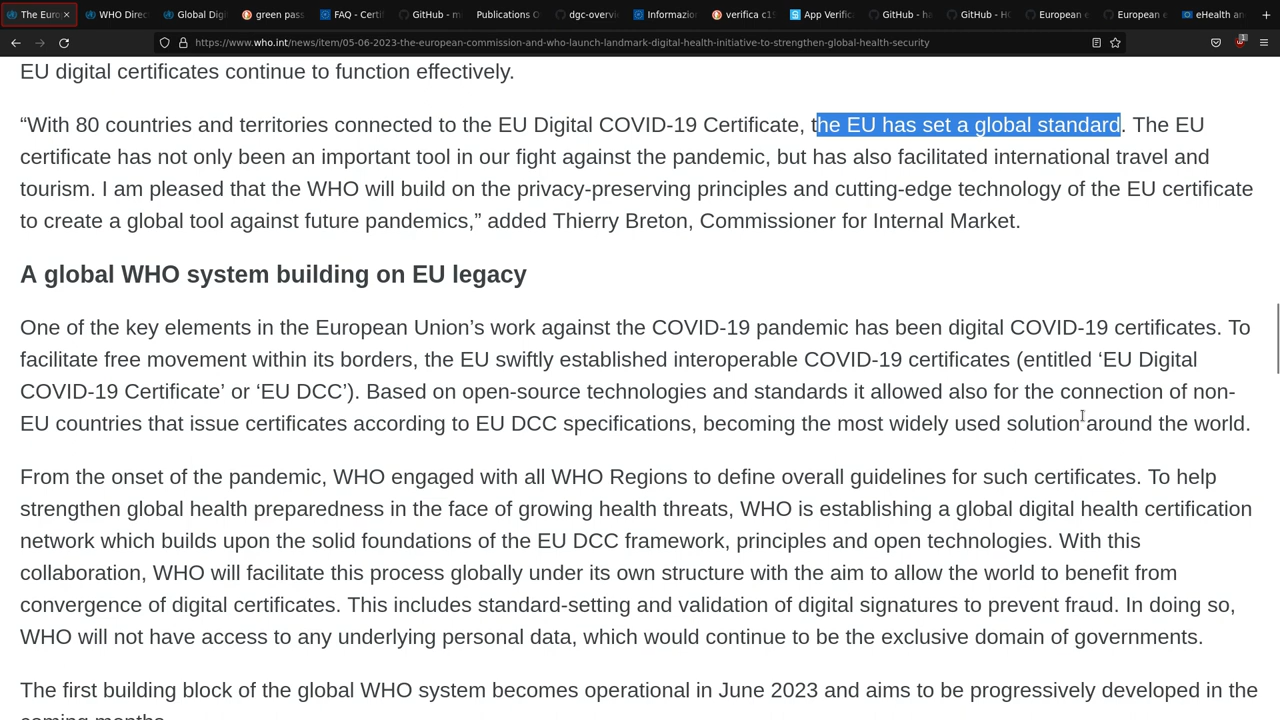 The Euro
WHO Direc
Global Digi
green pass
FAQ - Certi
GitHub - m
Publications O
dgc-overvi
Informazio
verifica c19
App Verific
GitHub - ha
GitHub - HC
European e
European e
eHealth an
https://www.who.int/news/item/05-06-2023-the-european-commission-and-who-launch-landmark-digital-health-initiative-to-strengthen-global-health-security
1
EU digital certificates continue to function effectively.
“With 80 countries and territories connected to the EU Digital COVID-19 Certificate, the EU has set a global standard. The EU
certificate has not only been an important tool in our fight against the pandemic, but has also facilitated international travel and
tourism. I am pleased that the WHO will build on the privacy-preserving principles and cutting-edge technology of the EU certificate
to create a global tool against future pandemics,” added Thierry Breton, Commissioner for Internal Market.
A global WHO system building on EU legacy
One of the key elements in the European Union’s work against the COVID-19 pandemic has been digital COVID-19 certificates. To
facilitate free movement within its borders, the EU swiftly established interoperable COVID-19 certificates (entitled ‘EU Digital
COVID-19 Certificate’ or ‘EU DCC’). Based on open-source technologies and standards it allowed also for the connection of non-
EU countries that issue certificates according to EU DCC specifications, becoming the most widely used solution around the world.
From the onset of the pandemic, WHO engaged with all WHO Regions to define overall guidelines for such certificates. To help
strengthen global health preparedness in the face of growing health threats, WHO is establishing a global digital health certification
network which builds upon the solid foundations of the EU DCC framework, principles and open technologies. With this
collaboration, WHO will facilitate this process globally under its own structure with the aim to allow the world to benefit from
convergence of digital certificates. This includes standard-setting and validation of digital signatures to prevent fraud. In doing so,
WHO will not have access to any underlying personal data, which would continue to be the exclusive domain of governments.
The first building block of the global WHO system becomes operational in June 2023 and aims to be progressively developed in the
coming months.